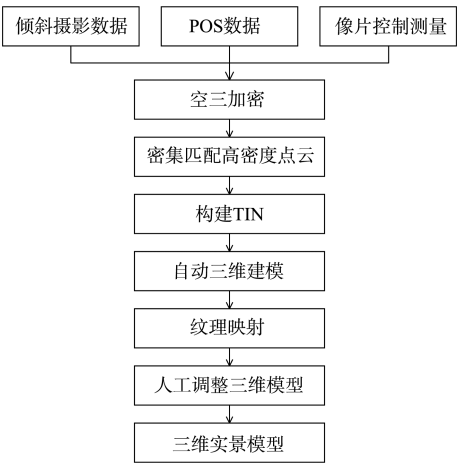 倾斜摄影数据
POS数据
像片控制测量
空三加密
密集匹配高密度点云
构建TIN
自动三维建模
纹理映射
人工调整三维模型
三维实景模型